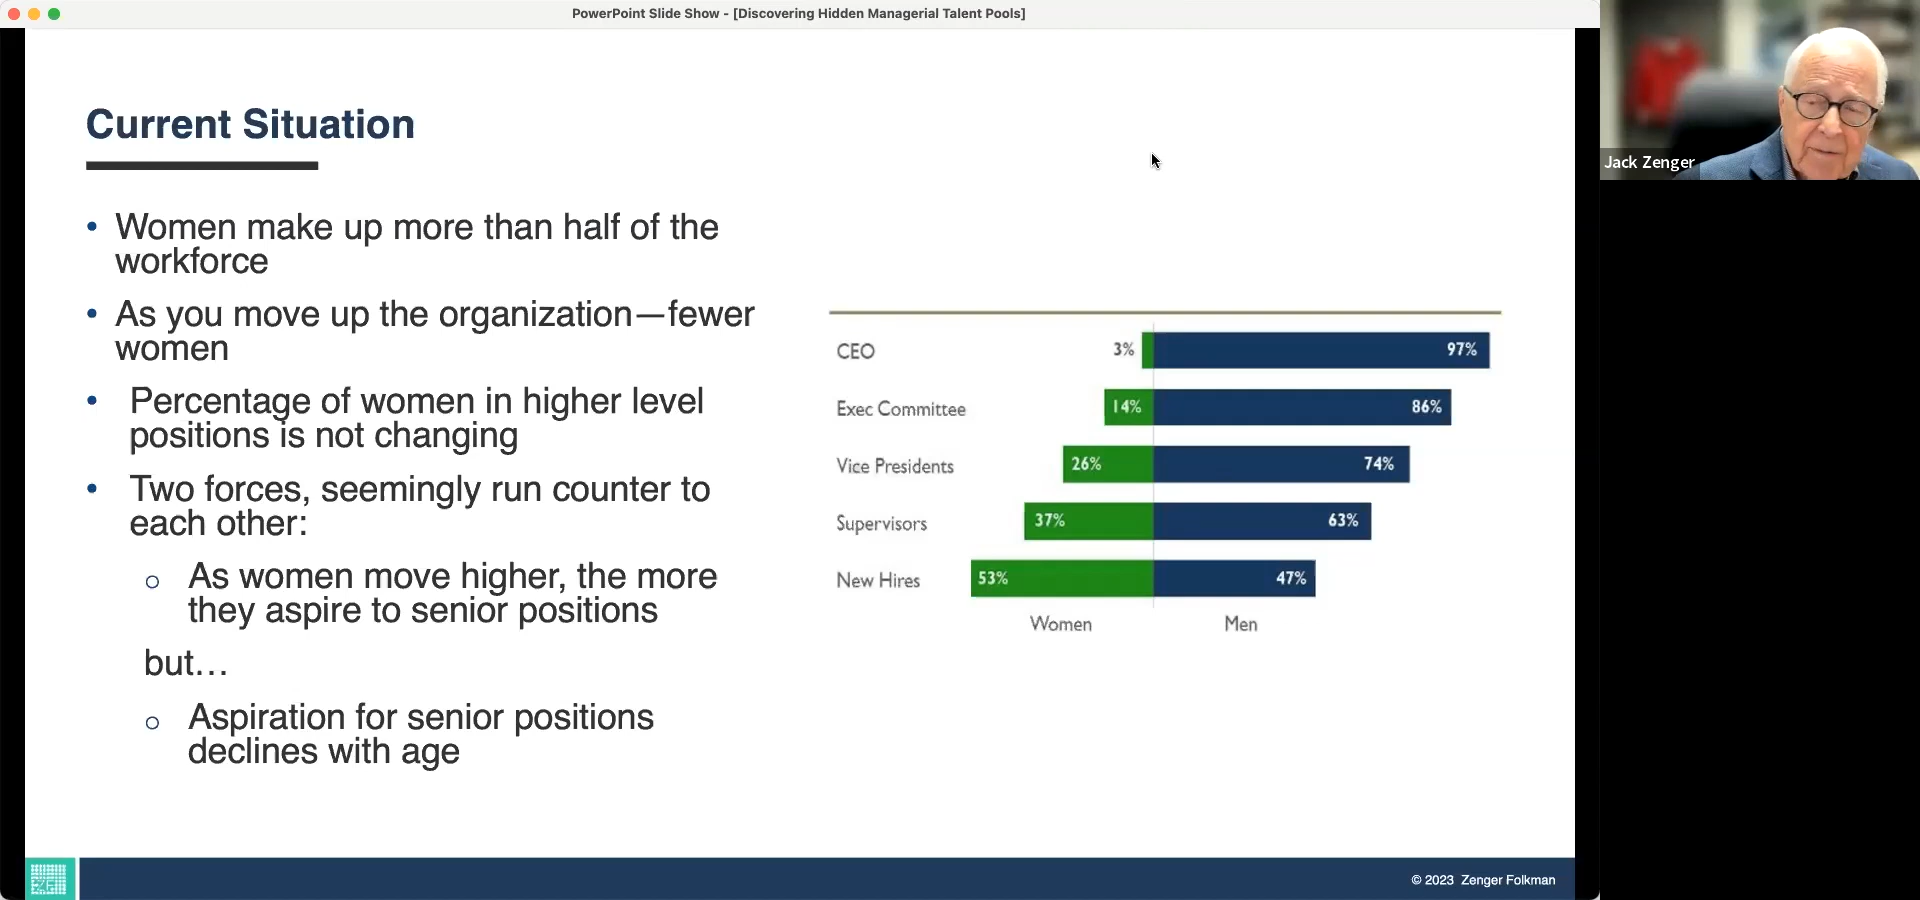 PowerPoint Slide Show - [Discovering Hidden Managerial Talent Pools]
Jack Zenger
Current Situation
• Women make up more than half of the
workforce
• As you move up the organization—fewer
women
• Percentage of women in higher level
positions is not changing
• Two forces, seemingly run counter to
each other:
o As women move higher, the more
they aspire to senior positions
but…
o Aspiration for senior positions
declines with age
CEO 3% 97%
Exec Committee 14% 86%
Vice Presidents 26% 74%
Supervisors 37% 63%
New Hires 53% 47%
Women Men
ZF
© 2023 Zenger Folkman